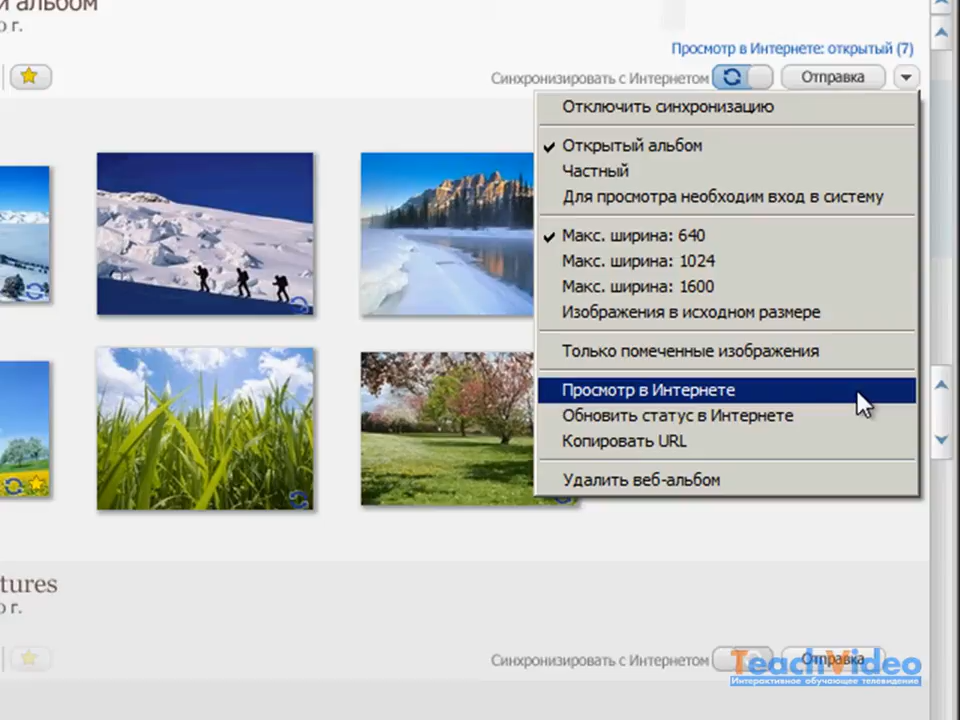 й альбом
0 г.
Просмотр в Интернете: открытый (7)
Синхронизировать с Интернетом
Отправка
Отключить синхронизацию
Открытый альбом
Частный
Для просмотра необходим вход в систему
Макс. ширина: 640
Макс. ширина: 1024
Макс. ширина: 1600
Изображения в исходном размере
Только помеченные изображения
Просмотр в Интернете
Обновить статус в Интернете
Копировать URL
Удалить веб-альбом
tures
0 г.
Синхронизировать с Интернетом
Отправка
TeachVideo
Интерактивное обучающее телевидение